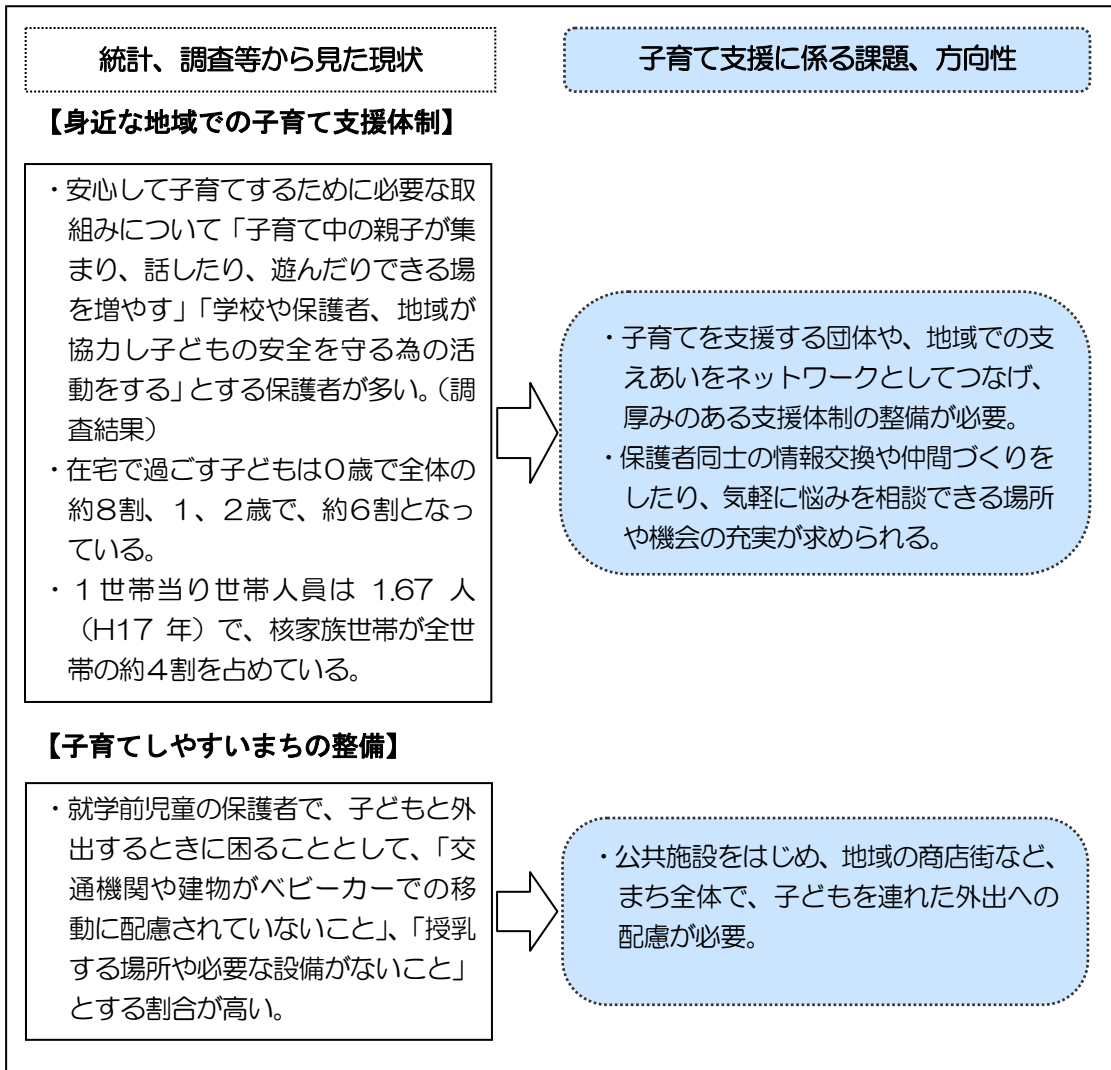 統計、調査等から見た現状
子育て支援に係る課題、方向性
【身近な地域での子育て支援体制】
・安心して子育てするために必要な取
組みについて「子育て中の親子が集
まり、話したり、遊んだりできる場
を増やす」「学校や保護者、地域が
協力し子どもの安全を守る為の活
動をする」とする保護者が多い。（調
査結果）
・在宅で過ごす子どもは０歳で全体の
約８割、１、２歳で、約６割となっ
ている。
・１世帯当り世帯人員は 1.67 人
（H17 年）で、核家族世帯が全世
帯の約４割を占めている。
・子育てを支援する団体や、地域での支
えあいをネットワークとしてつなげ、
厚みのある支援体制の整備が必要。
・保護者同士の情報交換や仲間づくりを
したり、気軽に悩みを相談できる場所
や機会の充実が求められる。
【子育てしやすいまちの整備】
・就学前児童の保護者で、子どもと外
出するときに困ることとして、「交
通機関や建物がベビーカーでの移
動に配慮されていないこと」、「授乳
する場所や必要な設備がないこと」
とする割合が高い。
・公共施設をはじめ、地域の商店街など、
まち全体で、子どもを連れた外出への
配慮が必要。